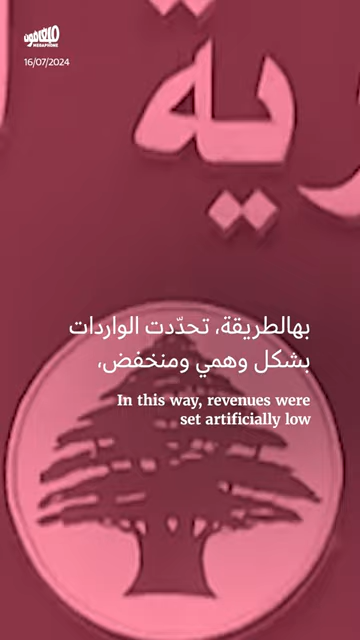 ميغافون
MEGAPHONE
16/07/2024
رية
بهالطريقة، تحدّدت الواردات
بشكل وهمي ومنخفض،
In this way, revenues were
set artificially low